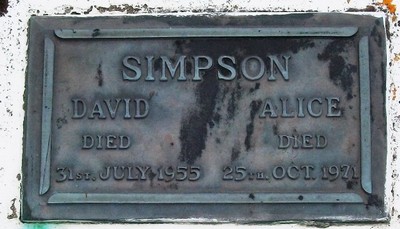 SIMPSON
DAVID ALICE
DIED DIED
31ST. JULY 1955 25TH. OCT. 1971